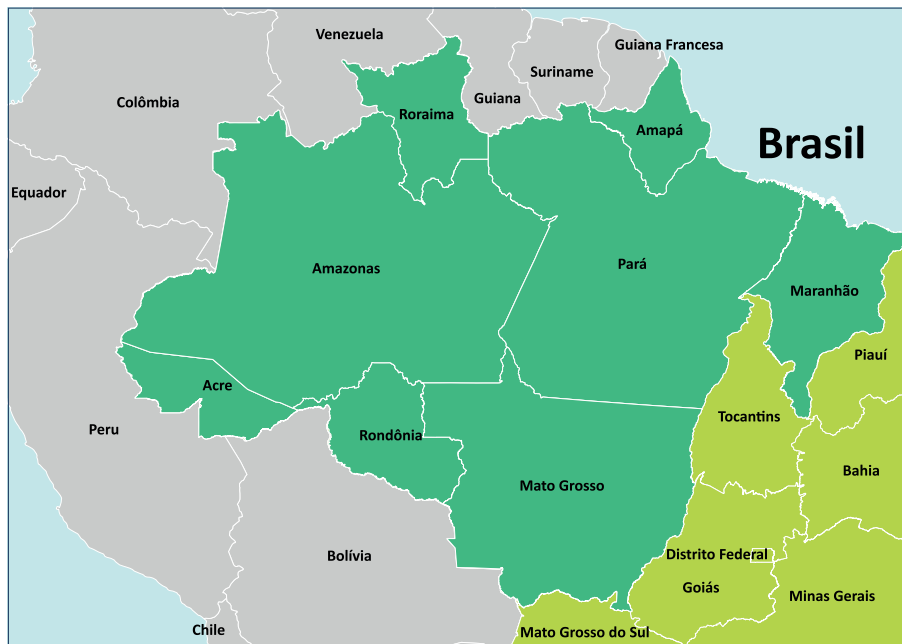 Venezuela
Guiana Francesa
Suriname
Colômbia
Guiana
Roraima
Amapá
Brasil
Equador
Amazonas
Pará
Maranhão
Piauí
Acre
Tocantins
Peru
Rondônia
Bahia
Mato Grosso
Bolívia
Distrito Federal
Goiás
Minas Gerais
Chile
Mato Grosso do Sul